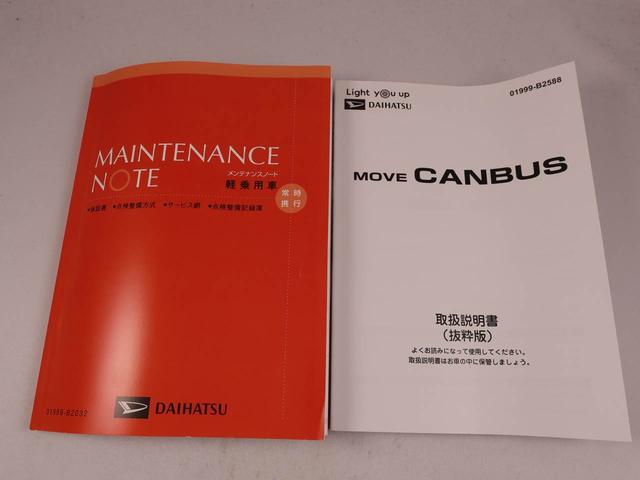 MAINTENANCE
NOTE
メンテナンスノート
軽乗用車
常時
携行
●保証書 ●点検整備方式 ●サービス網 ●点検整備記録簿
01999-B2032
DAIHATSU
Light you up
DAIHATSU
01999-B2588
MOVE CANBUS
取扱説明書
(抜粋版)
よくお読みになって使用してください。
取扱説明書はお車の中に保管しましょう。